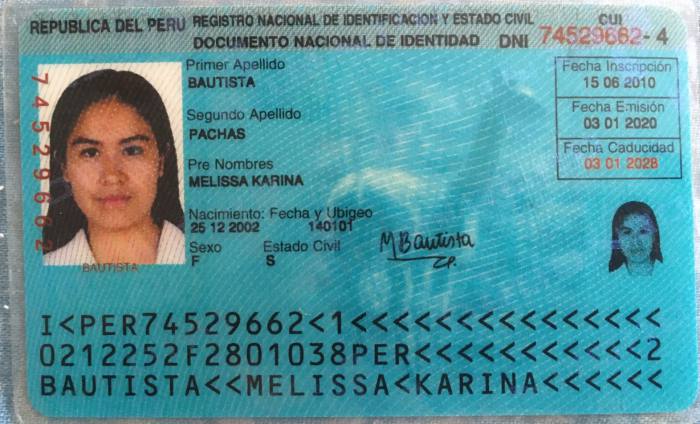 REPUBLICA DEL PERU REGISTRO NACIONAL DE IDENTIFICACION Y ESTADO CIVIL
CUI
DOCUMENTO NACIONAL DE IDENTIDAD DNI 74529662-4
Primer Apellido
BAUTISTA
Segundo Apellido
PACHAS
Pre Nombres
MELISSA KARINA
Nacimiento: Fecha y Ubigeo
25 12 2002 140101
Sexo Estado Civil
F S
Fecha Inscripción
15 06 2010
Fecha Emisión
03 01 2020
Fecha Caducidad
03 01 2028
MBautista
BAUTISTA
I<PER74529662<1<<<<<<<<<<<<<<<
0212252F2801038PER<<<<<<<<<<<2
BAUTISTA<<MELISSA<KARINA<<<<<<